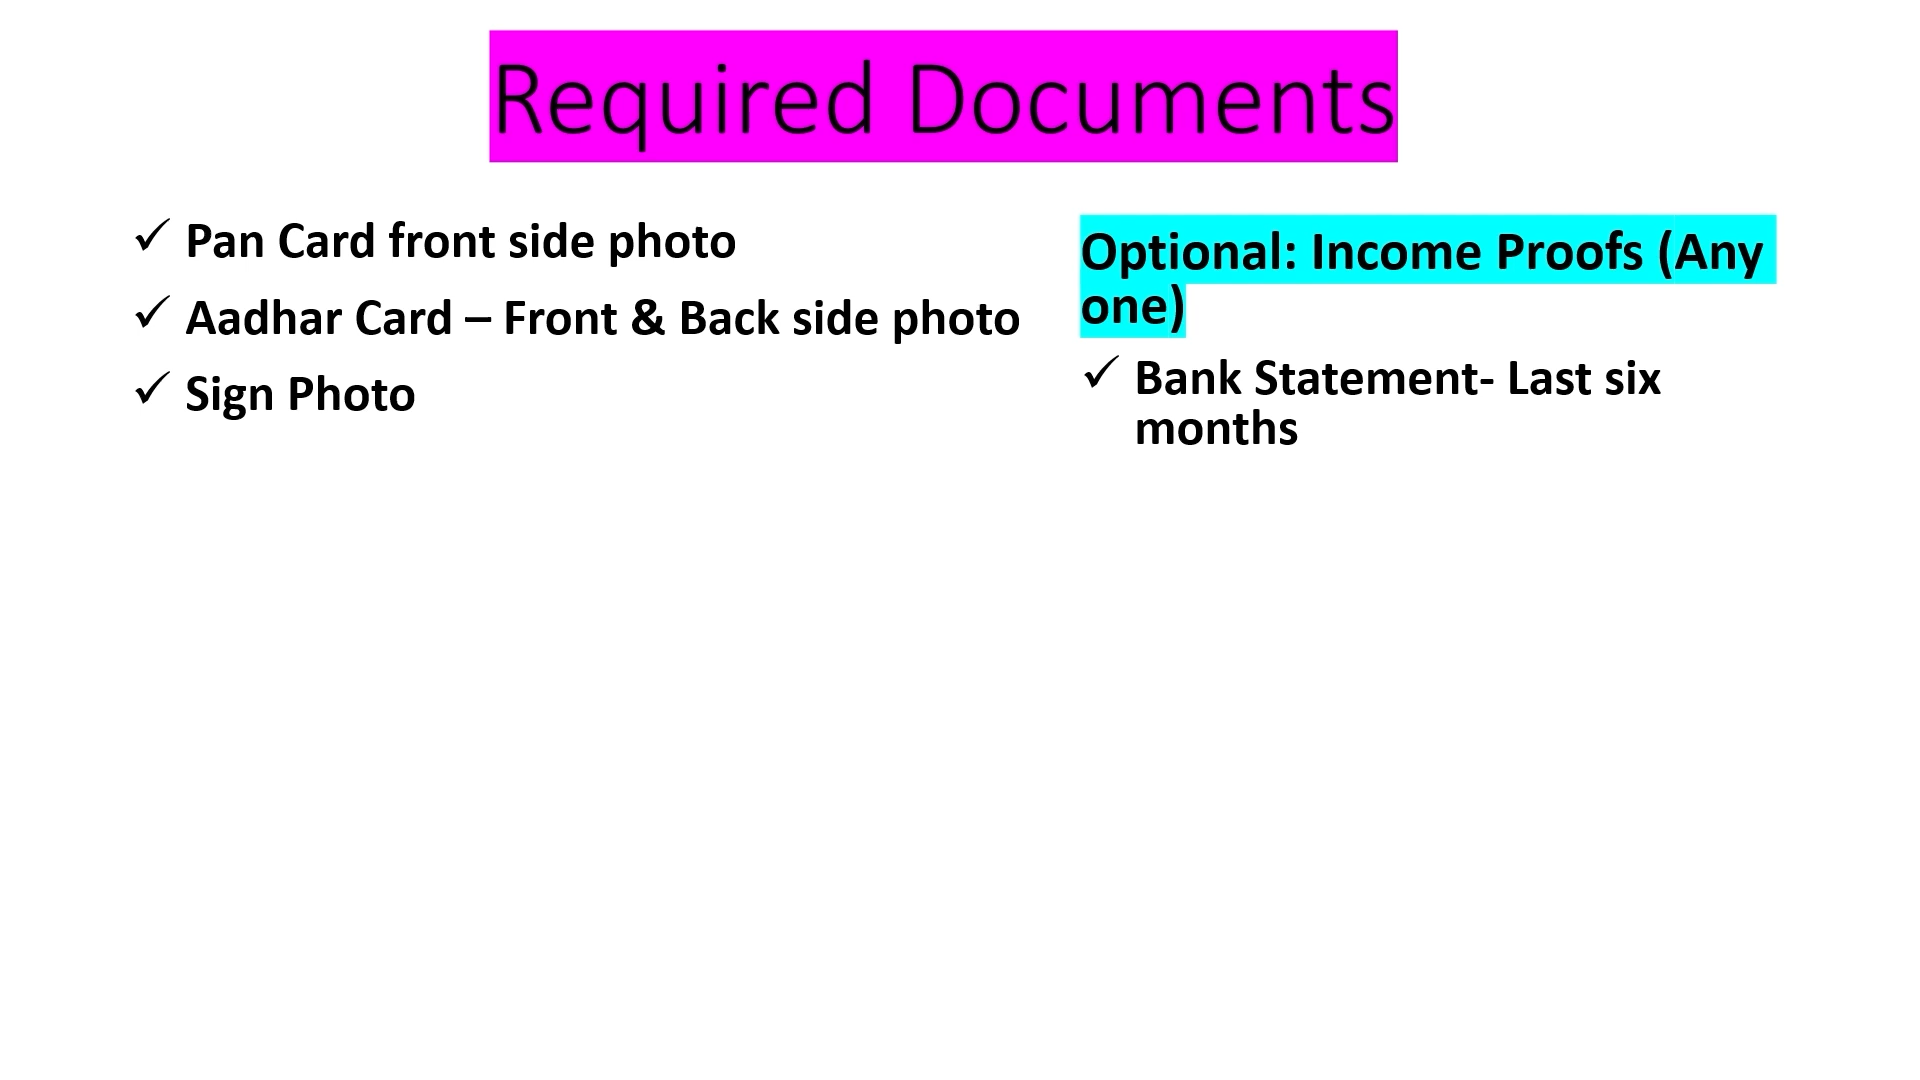 Required Documents
✓ Pan Card front side photo
✓ Aadhar Card – Front & Back side photo
✓ Sign Photo
Optional: Income Proofs (Any
one)
✓ Bank Statement- Last six
months